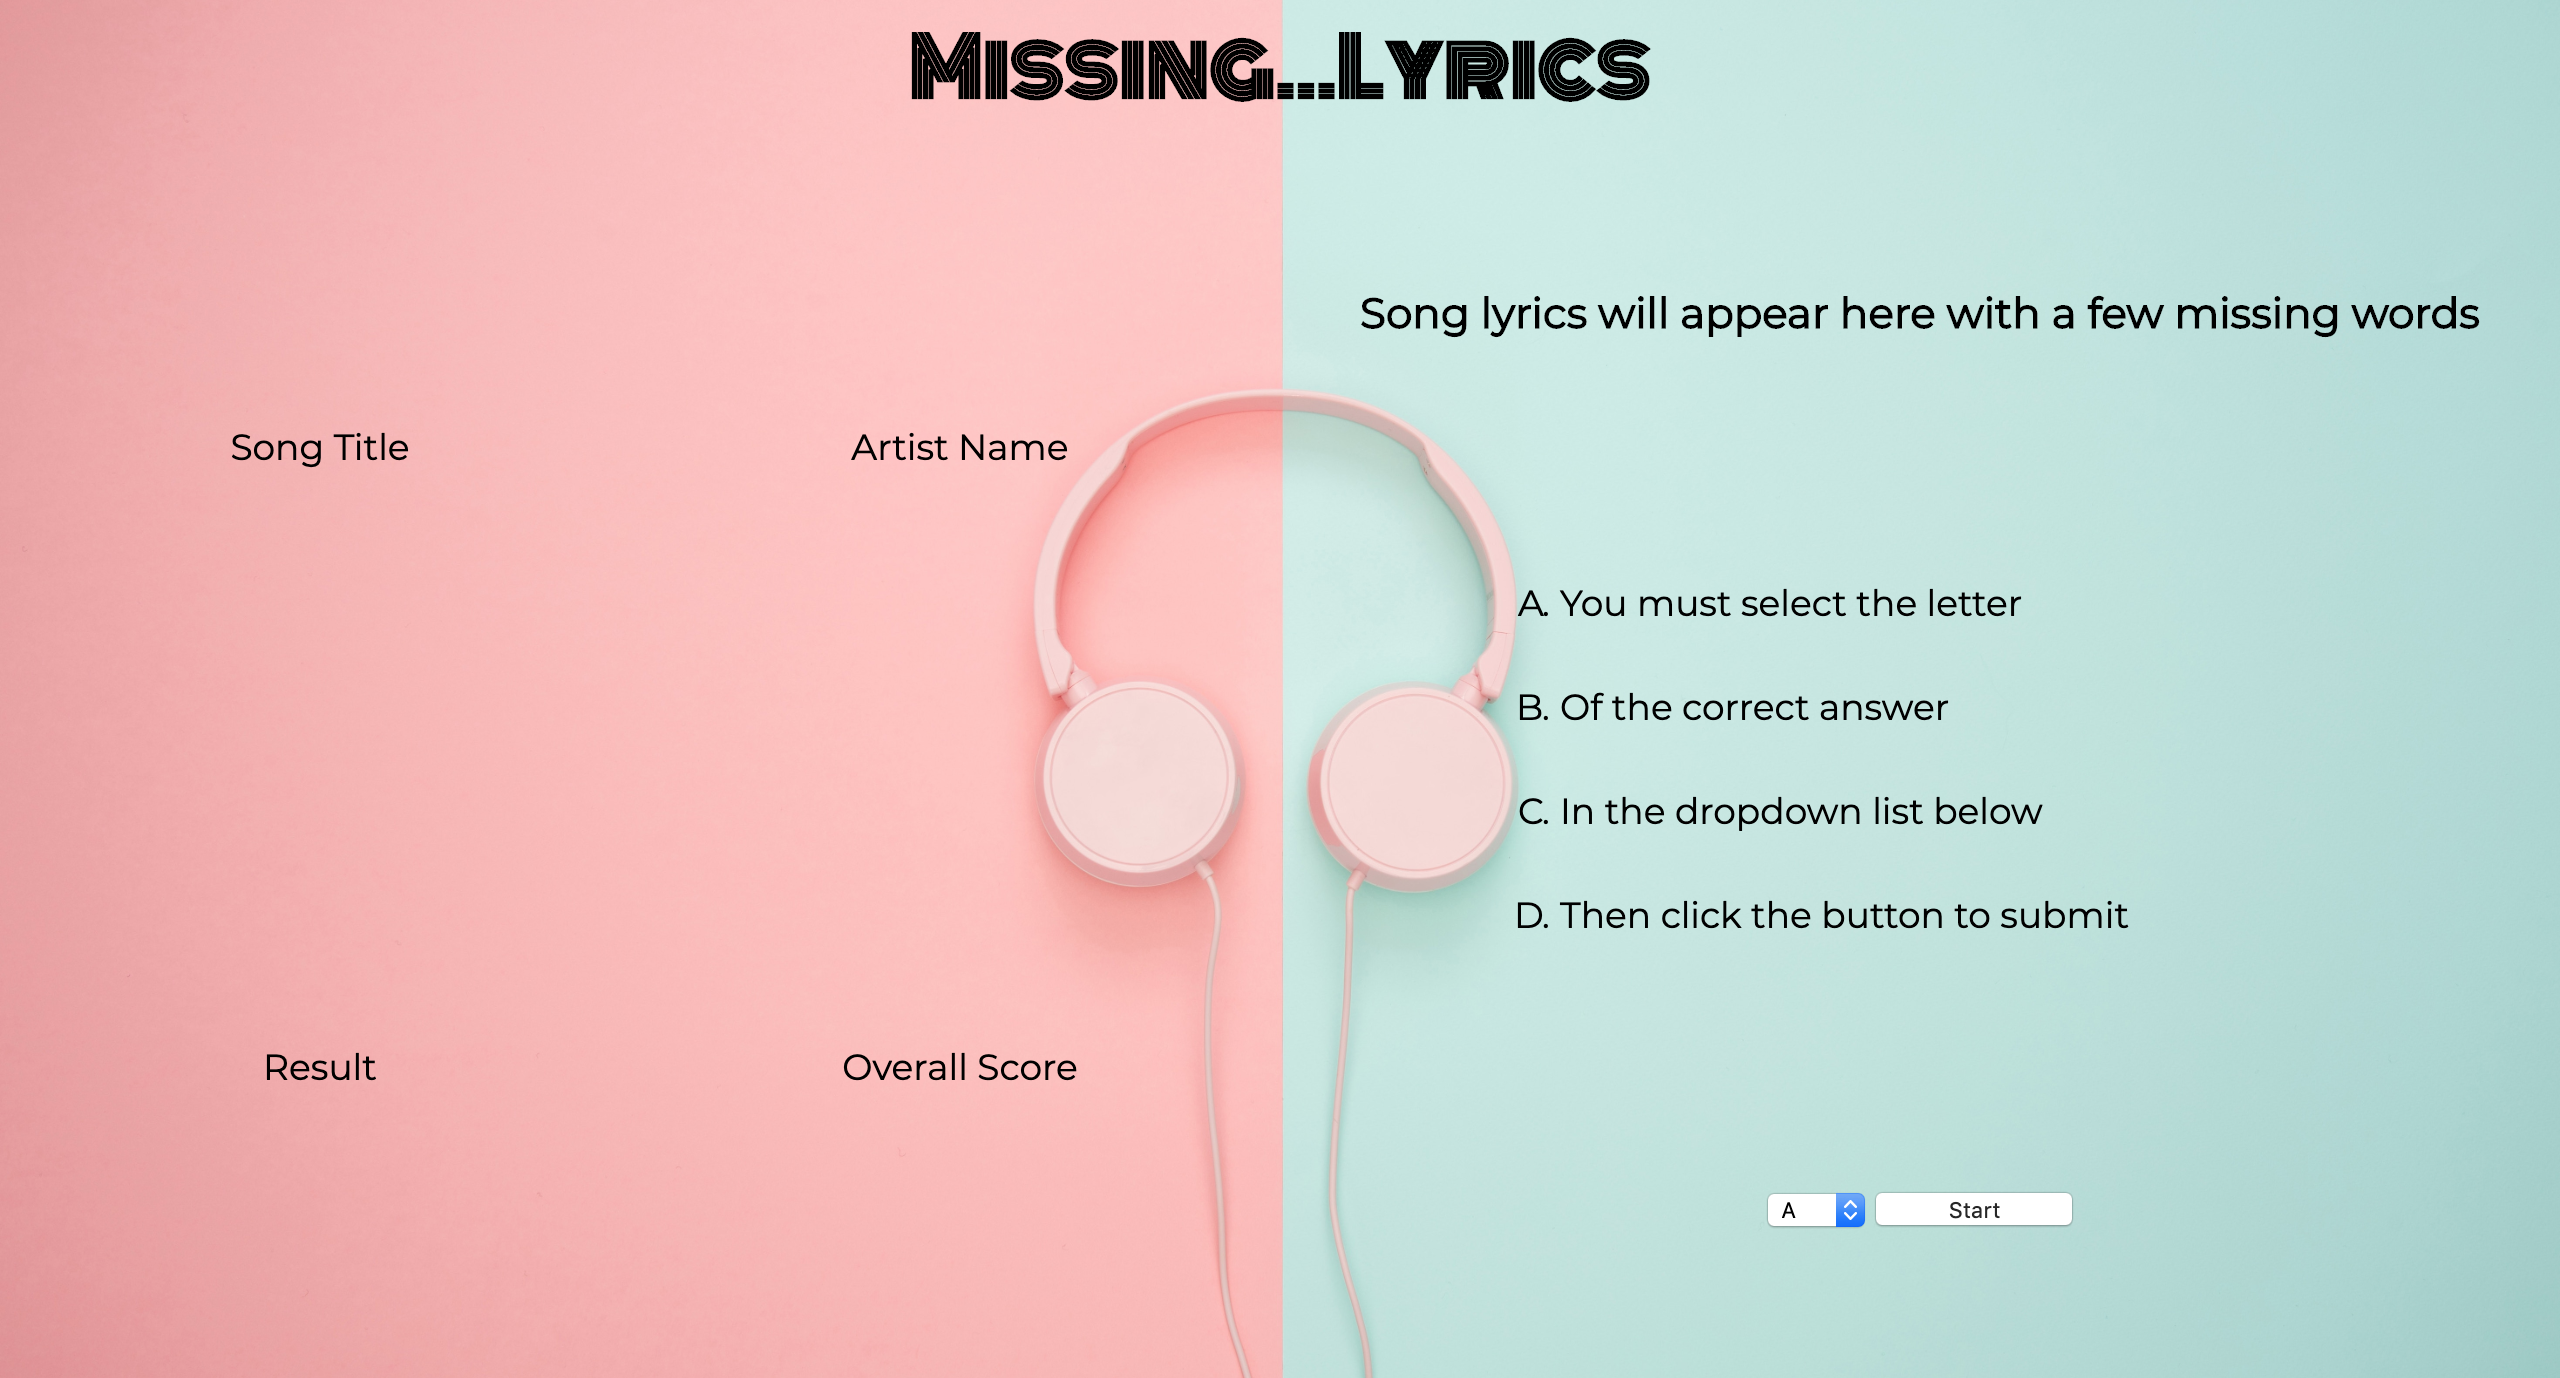 Missing...Lyrics
Song lyrics will appear here with a few missing words
Song Title
Artist Name
A. You must select the letter
B. Of the correct answer
C. In the dropdown list below
D. Then click the button to submit
Result
Overall Score
A
Start